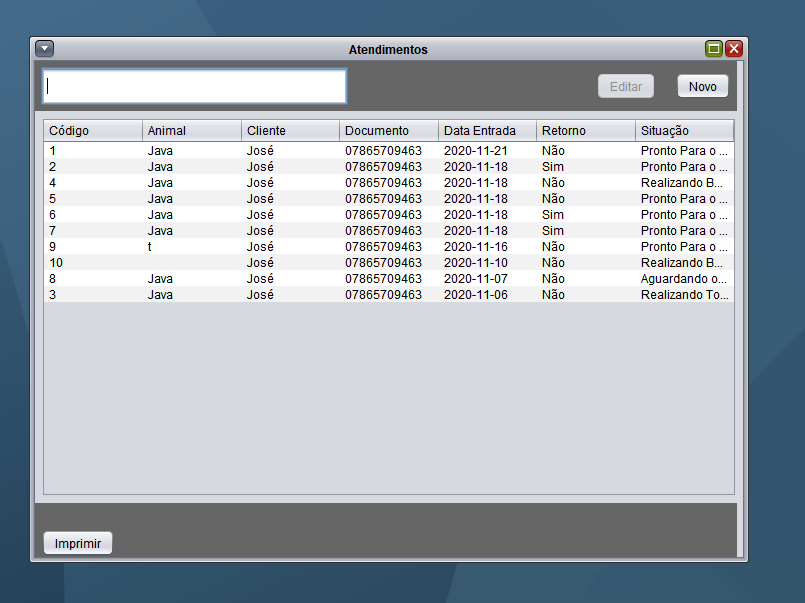 Atendimentos
Editar Novo
Código Animal Cliente Documento Data Entrada Retorno Situação
1 Java José 07865709463 2020-11-21 Não Pronto Para o ...
2 Java José 07865709463 2020-11-18 Sim Pronto Para o ...
4 Java José 07865709463 2020-11-18 Não Realizando B...
5 Java José 07865709463 2020-11-18 Não Pronto Para o ...
6 Java José 07865709463 2020-11-18 Sim Pronto Para o ...
7 Java José 07865709463 2020-11-18 Sim Pronto Para o ...
9 t José 07865709463 2020-11-16 Não Pronto Para o ...
10 José 07865709463 2020-11-10 Não Realizando B...
8 Java José 07865709463 2020-11-07 Não Aguardando o...
3 Java José 07865709463 2020-11-06 Não Realizando To...
Imprimir